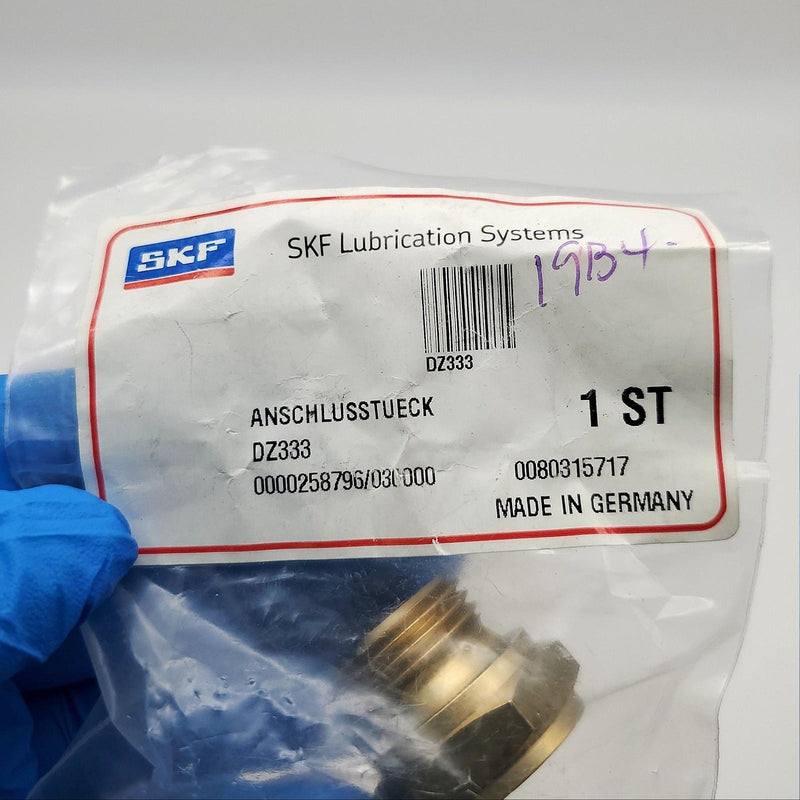 SKF
SKF Lubrication Systems
19B4-
DZ333
ANSCHLUSSTUECK
1 ST
DZ333
0000258796/030000
0080315717
MADE IN GERMANY